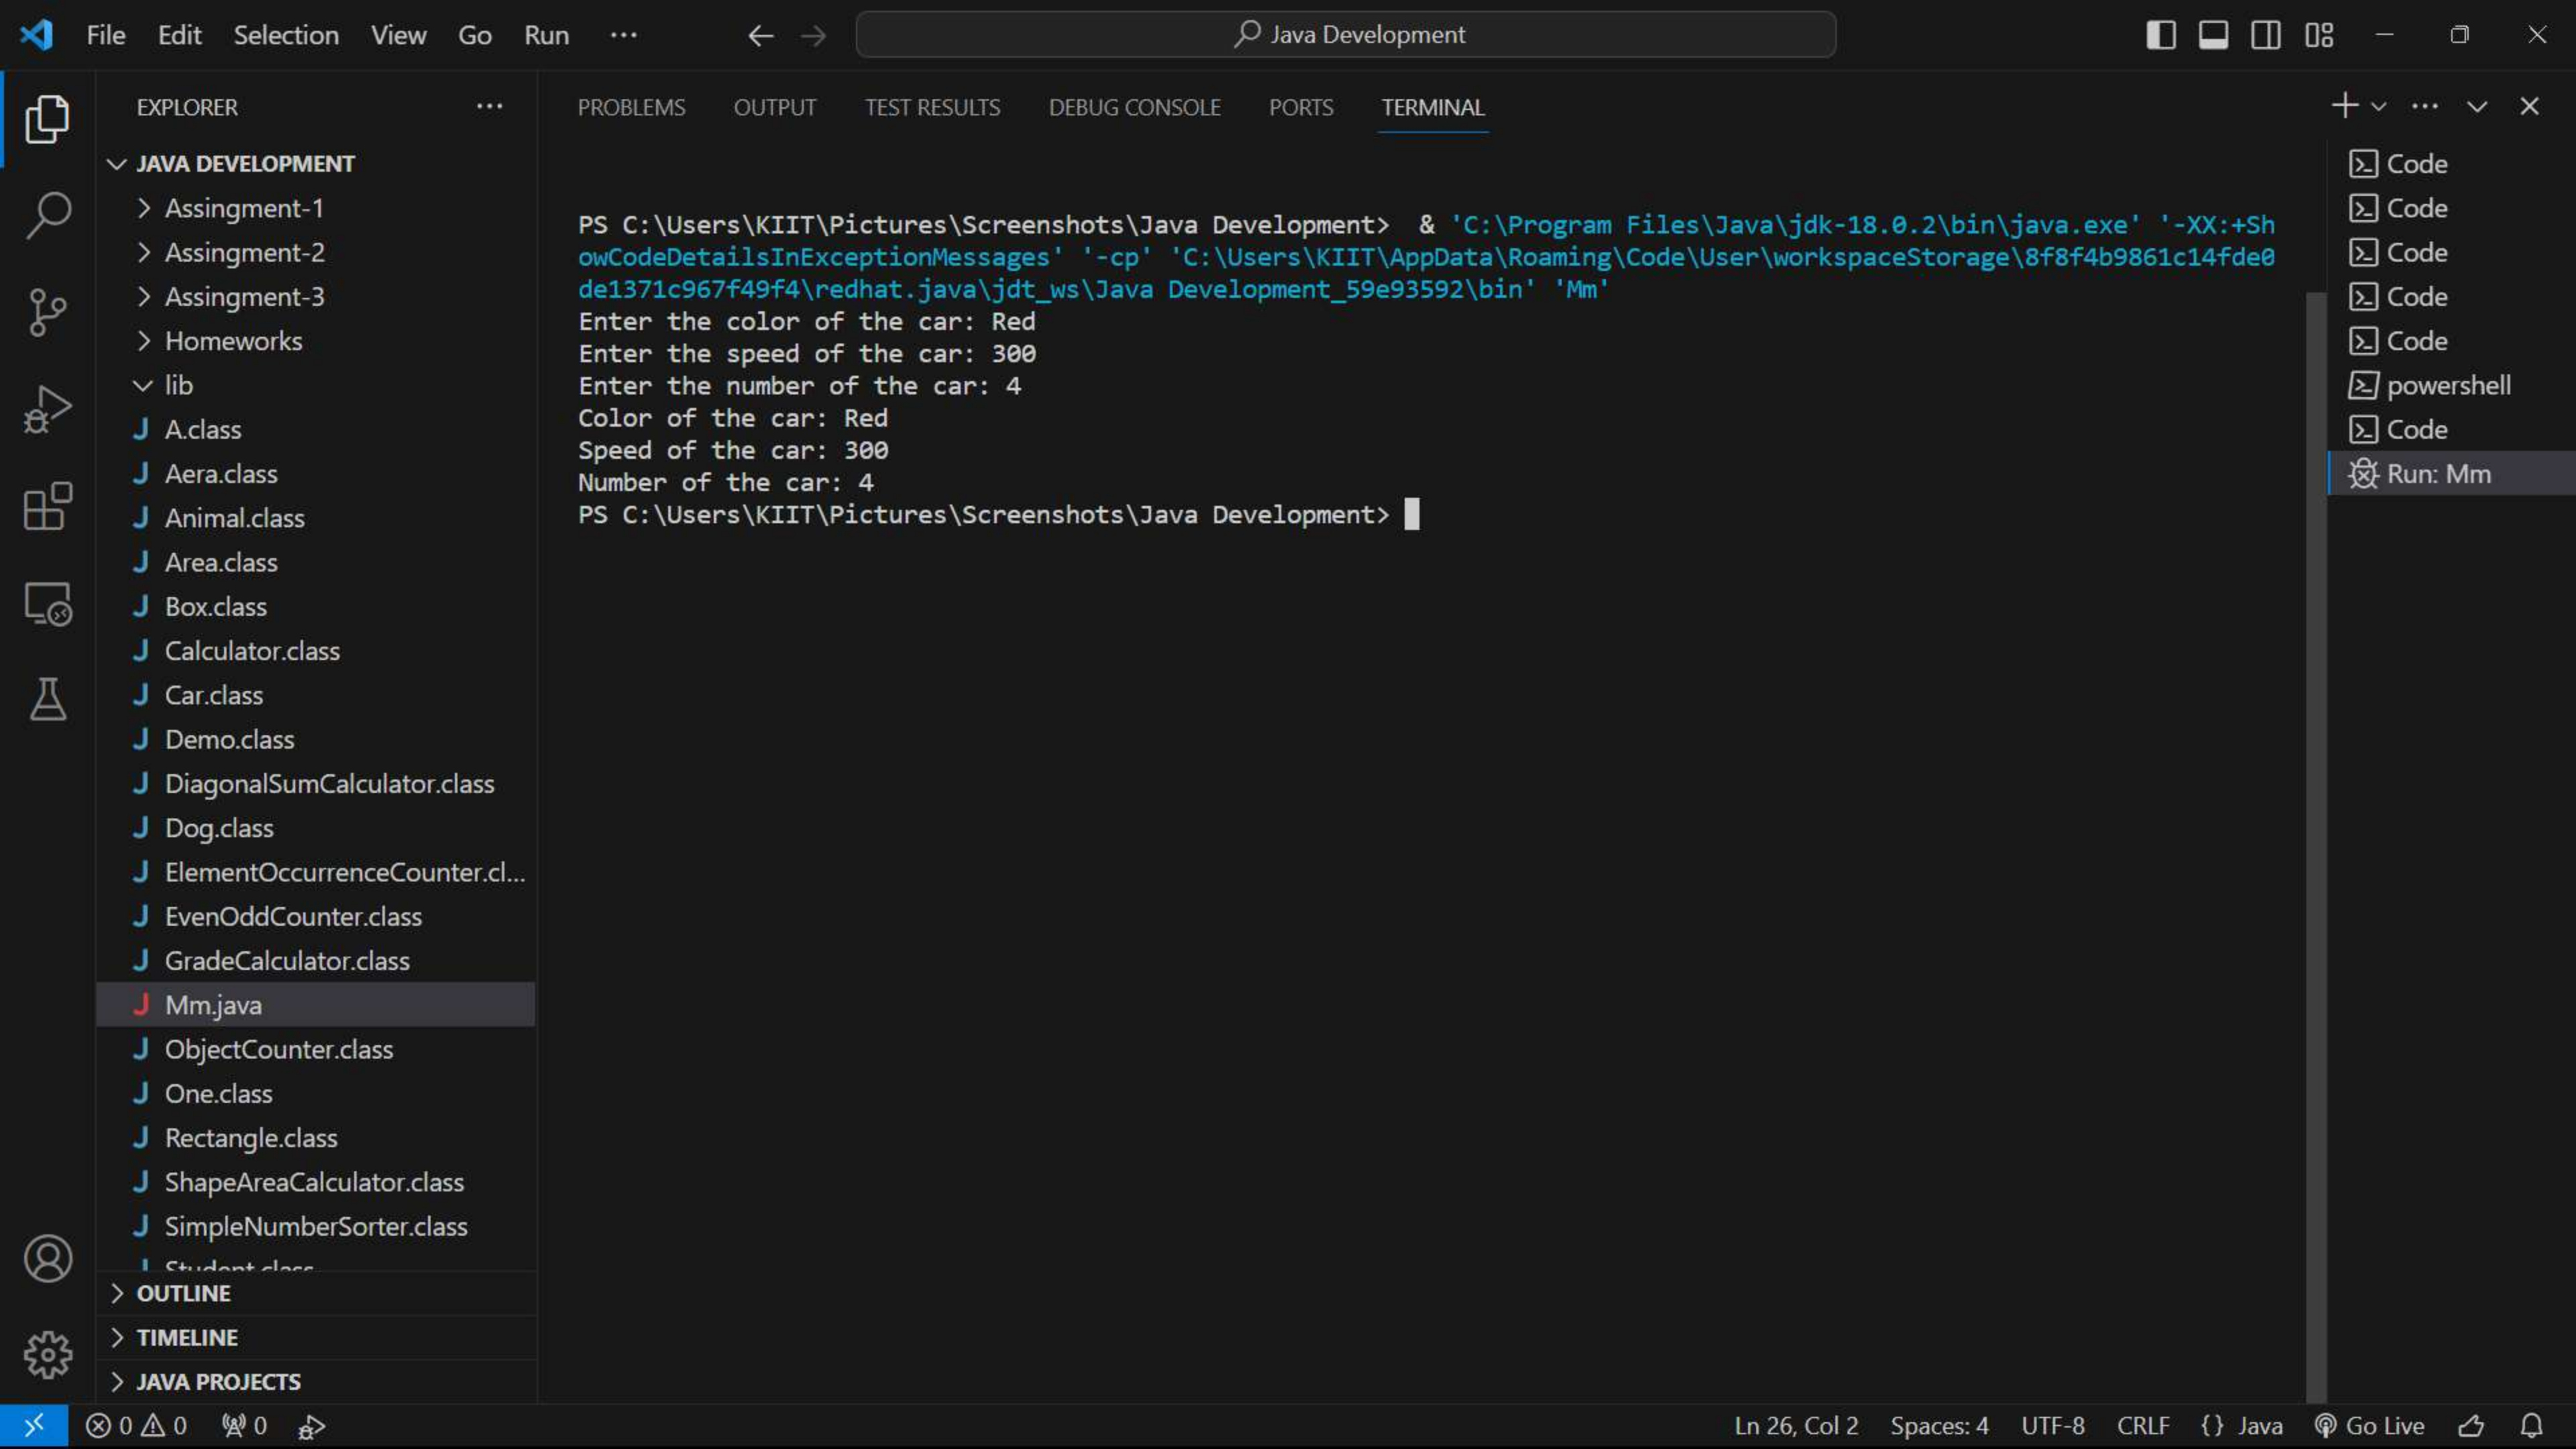 File Edit Selection View Go Run ··· Java Development
EXPLORER ···
JAVA DEVELOPMENT
Assingment-1
Assingment-2
Assingment-3
Homeworks
lib
A.class
Aera.class
Animal.class
Area.class
Box.class
Calculator.class
Car.class
Demo.class
DiagonalSumCalculator.class
Dog.class
ElementOccurrenceCounter.cl...
EvenOddCounter.class
GradeCalculator.class
Mm.java
ObjectCounter.class
One.class
Rectangle.class
ShapeAreaCalculator.class
SimpleNumberSorter.class
Student.class
OUTLINE
TIMELINE
JAVA PROJECTS
PROBLEMS OUTPUT TEST RESULTS DEBUG CONSOLE PORTS TERMINAL
PS C:\Users\KIIT\Pictures\Screenshots\Java Development>  & 'C:\Program Files\Java\jdk-18.0.2\bin\java.exe' '-XX:+Sh
owCodeDetailsInExceptionMessages' '-cp' 'C:\Users\KIIT\AppData\Roaming\Code\User\workspaceStorage\8f8f4b9861c14fde0
de1371c967f49f4\redhat.java\jdt_ws\Java Development_59e93592\bin' 'Mm'
Enter the color of the car: Red
Enter the speed of the car: 300
Enter the number of the car: 4
Color of the car: Red
Speed of the car: 300
Number of the car: 4
PS C:\Users\KIIT\Pictures\Screenshots\Java Development>
Code
Code
Code
Code
Code
powershell
Code
Run: Mm
0 0 0 Ln 26, Col 2 Spaces: 4 UTF-8 CRLF {} Java Go Live